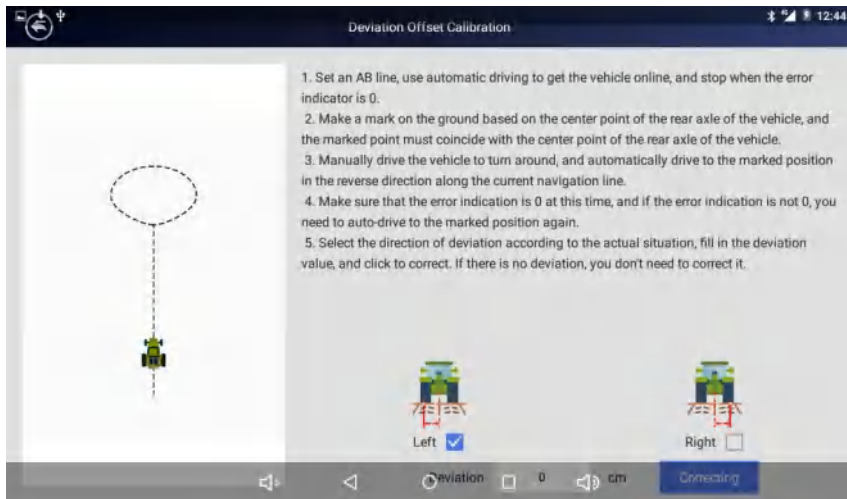 12:44
Deviation Offset Calibration
1. Set an AB line, use automatic driving to get the vehicle online, and stop when the error
indicator is 0.
2. Make a mark on the ground based on the center point of the rear axle of the vehicle, and
the marked point must coincide with the center point of the rear axle of the vehicle.
3. Manually drive the vehicle to turn around, and automatically drive to the marked position
in the reverse direction along the current navigation line.
4. Make sure that the error indication is 0 at this time, and if the error indication is not 0, you
need to auto-drive to the marked position again.
5. Select the direction of deviation according to the actual situation, fill in the deviation
value, and click to correct. If there is no deviation, you don't need to correct it.
Left
Right
Deviation 0 cm
Correcting